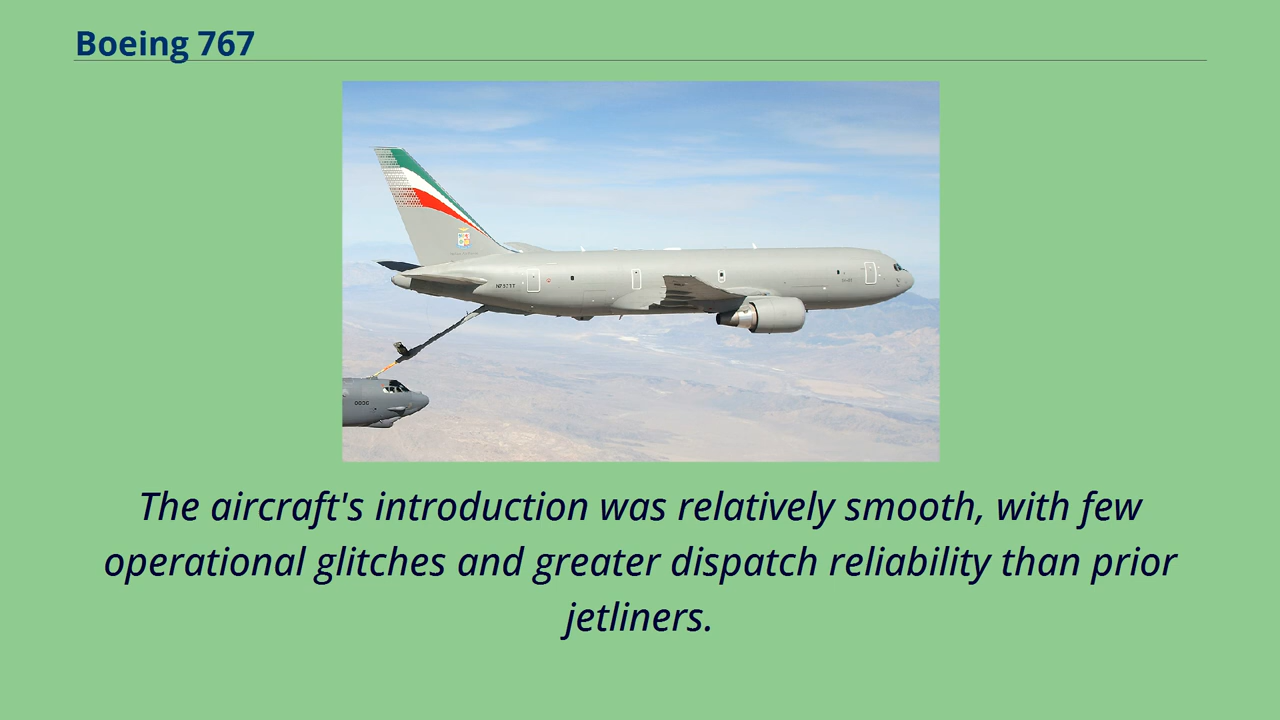 Boeing 767
The aircraft's introduction was relatively smooth, with few
operational glitches and greater dispatch reliability than prior
jetliners.